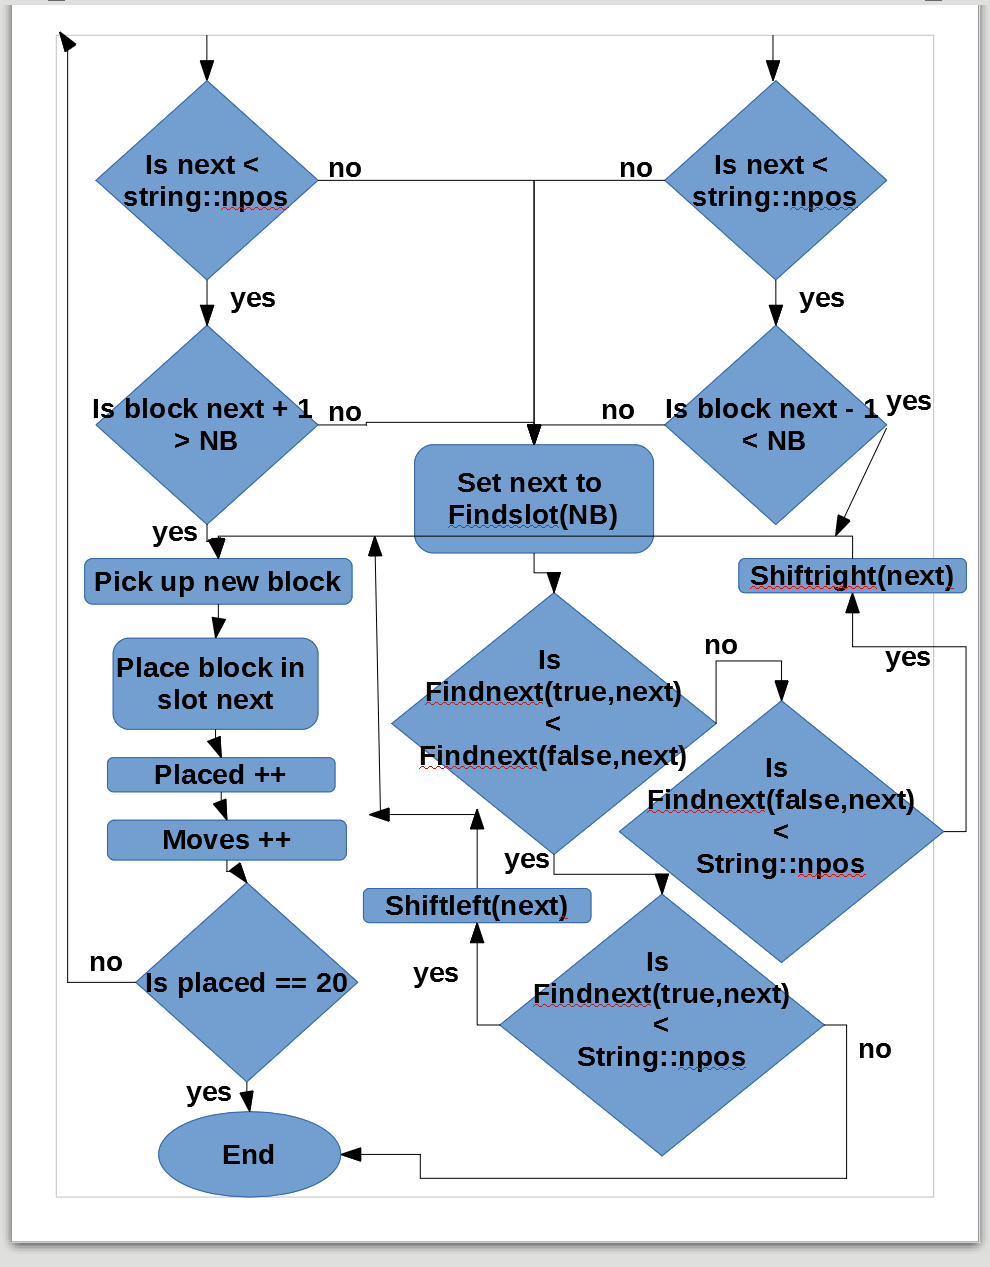 Is next <
string::npos
no
no
Is next <
string::npos
yes
yes
Is block next + 1
> NB
no
no
Is block next - 1
< NB
yes
Set next to
Findslot(NB)
yes
Pick up new block
Shiftright(next)
Place block in
slot next
Is
Findnext(true,next)
<
Findnext(false,next)
no
yes
Placed ++
Is
Findnext(false,next)
<
String::npos
Moves ++
yes
Shiftleft(next)
no
Is placed == 20
yes
Is
Findnext(true,next)
<
String::npos
no
yes
End